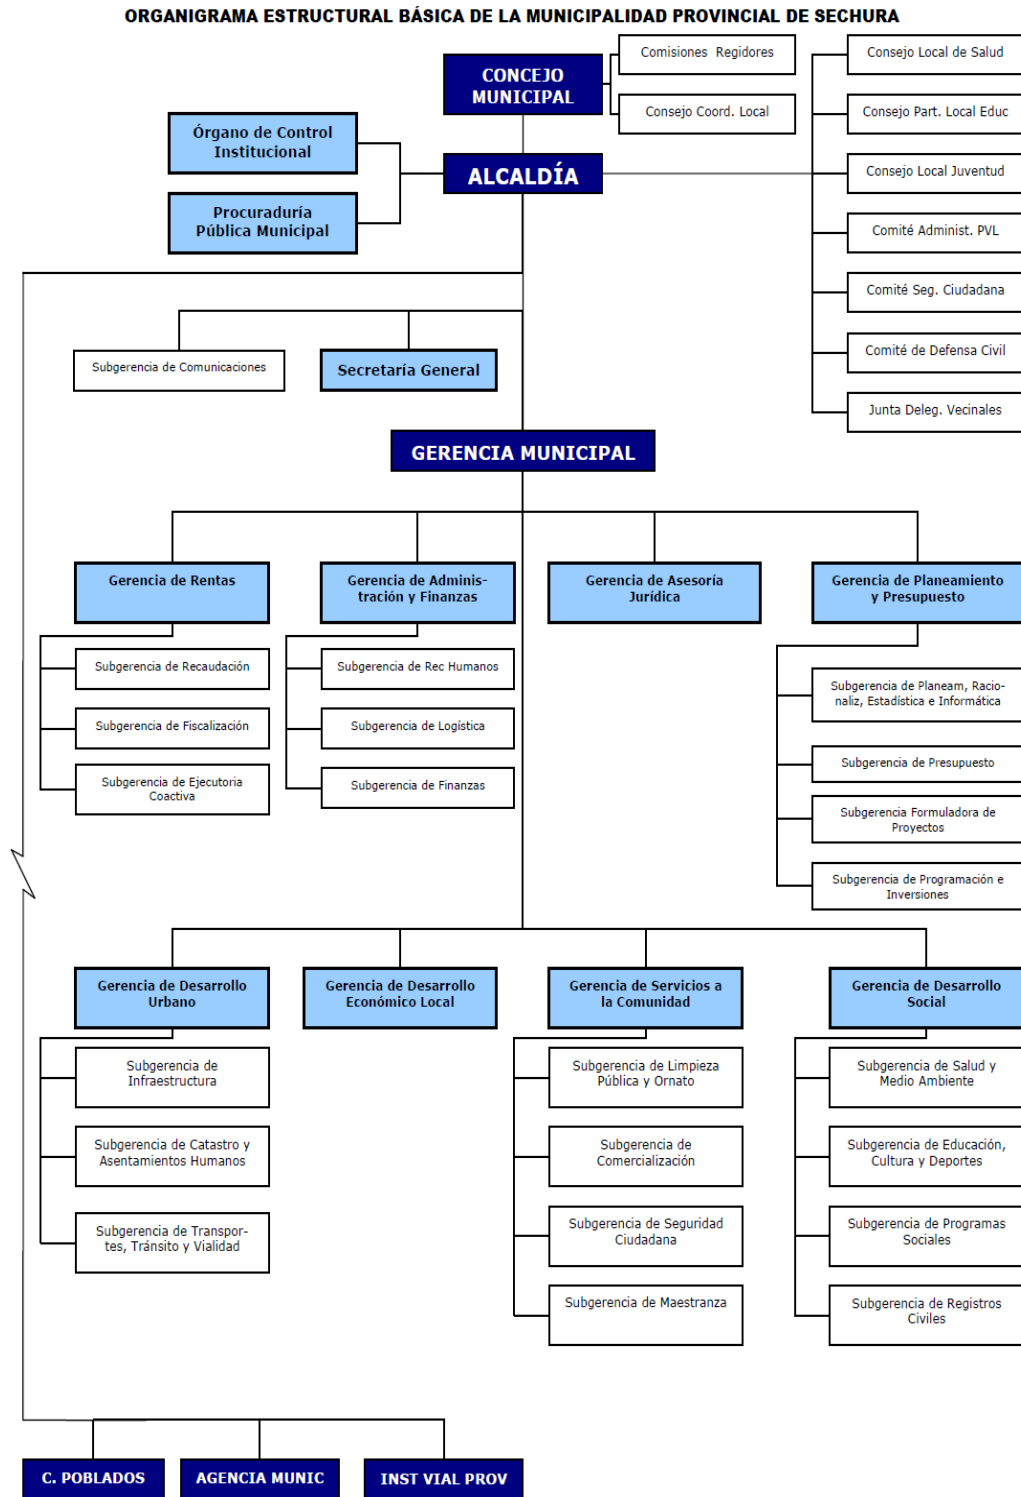 ORGANIGRAMA ESTRUCTURAL BÁSICA DE LA MUNICIPALIDAD PROVINCIAL DE SECHURA
CONCEJO
MUNICIPAL
Comisiones Regidores
Consejo Coord. Local
Consejo Local de Salud
Consejo Part. Local Educ
Consejo Local Juventud
Comité Administ. PVL
Comité Seg. Ciudadana
Comité de Defensa Civil
Junta Deleg. Vecinales
Órgano de Control
Institucional
Procuraduría
Pública Municipal
ALCALDÍA
Subgerencia de Comunicaciones
Secretaría General
GERENCIA MUNICIPAL
Gerencia de Rentas
Subgerencia de Recaudación
Subgerencia de Fiscalización
Subgerencia de Ejecutoria
Coactiva
Gerencia de Adminis-
tración y Finanzas
Subgerencia de Rec Humanos
Subgerencia de Logística
Subgerencia de Finanzas
Gerencia de Asesoría
Jurídica
Gerencia de Planeamiento
y Presupuesto
Subgerencia de Planeam, Racio-
naliz, Estadística e Informática
Subgerencia de Presupuesto
Subgerencia Formuladora de
Proyectos
Subgerencia de Programación e
Inversiones
Gerencia de Desarrollo
Urbano
Subgerencia de
Infraestructura
Subgerencia de Catastro y
Asentamientos Humanos
Subgerencia de Transpor-
tes, Tránsito y Vialidad
Gerencia de Desarrollo
Económico Local
Gerencia de Servicios a
la Comunidad
Subgerencia de Limpieza
Pública y Ornato
Subgerencia de
Comercialización
Subgerencia de Seguridad
Ciudadana
Subgerencia de Maestranza
Gerencia de Desarrollo
Social
Subgerencia de Salud y
Medio Ambiente
Subgerencia de Educación,
Cultura y Deportes
Subgerencia de Programas
Sociales
Subgerencia de Registros
Civiles
C. POBLADOS
AGENCIA MUNIC
INST VIAL PROV